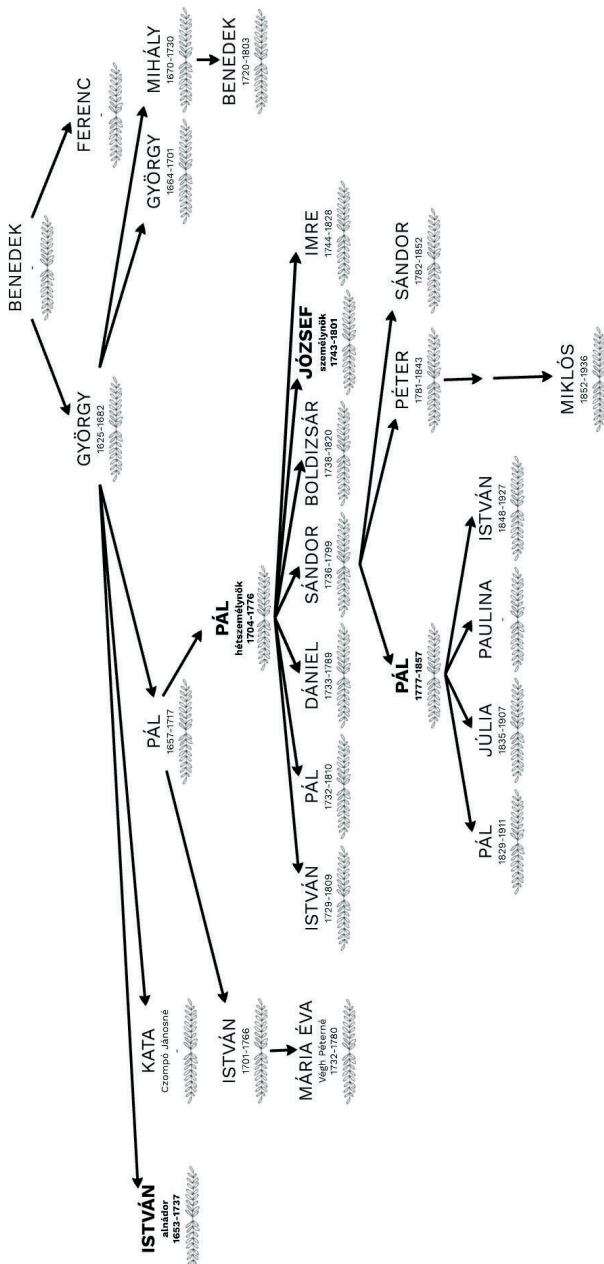 BENEDEK
-
GYÖRGY
1625-1682
FERENC
-
ISTVÁN
alnádor
1653-1737
KATA
Czompó Jánosné
-
PÁL
1657-1717
GYÖRGY
1664-1701
MIHÁLY
1670-1730
ISTVÁN
1701-1766
PÁL
hétszemélynök
1704-1776
BENEDEK
1720-1803
MÁRIA ÉVA
Végh Péterné
1732-1780
ISTVÁN
1729-1809
PÁL
1732-1810
DÁNIEL
1733-1789
SÁNDOR
1736-1799
BOLDIZSÁR
1738-1820
JÓZSEF
személynök
1743-1801
IMRE
1744-1828
PÁL
1777-1857
PÉTER
1781-1843
SÁNDOR
1782-1852
PÁL
1829-1911
JÚLIA
1835-1907
PAULINA
-
ISTVÁN
1848-1927
MIKLÓS
1852-1936